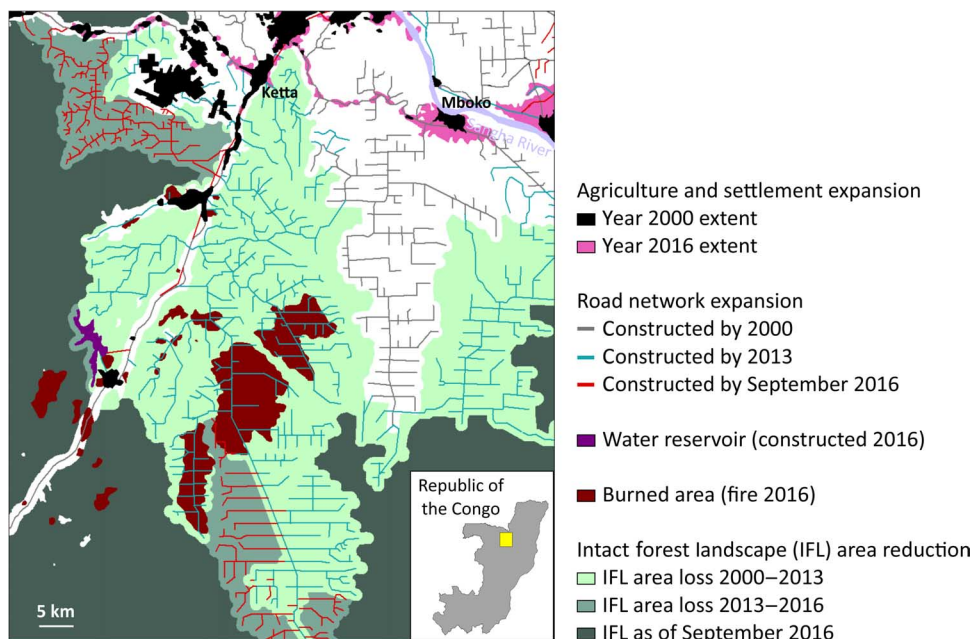 Ketta
Mboko
Sangha River
Republic of
the Congo
5 km
Agriculture and settlement expansion
Year 2000 extent
Year 2016 extent
Road network expansion
Constructed by 2000
Constructed by 2013
Constructed by September 2016
Water reservoir (constructed 2016)
Burned area (fire 2016)
Intact forest landscape (IFL) area reduction
IFL area loss 2000–2013
IFL area loss 2013–2016
IFL as of September 2016